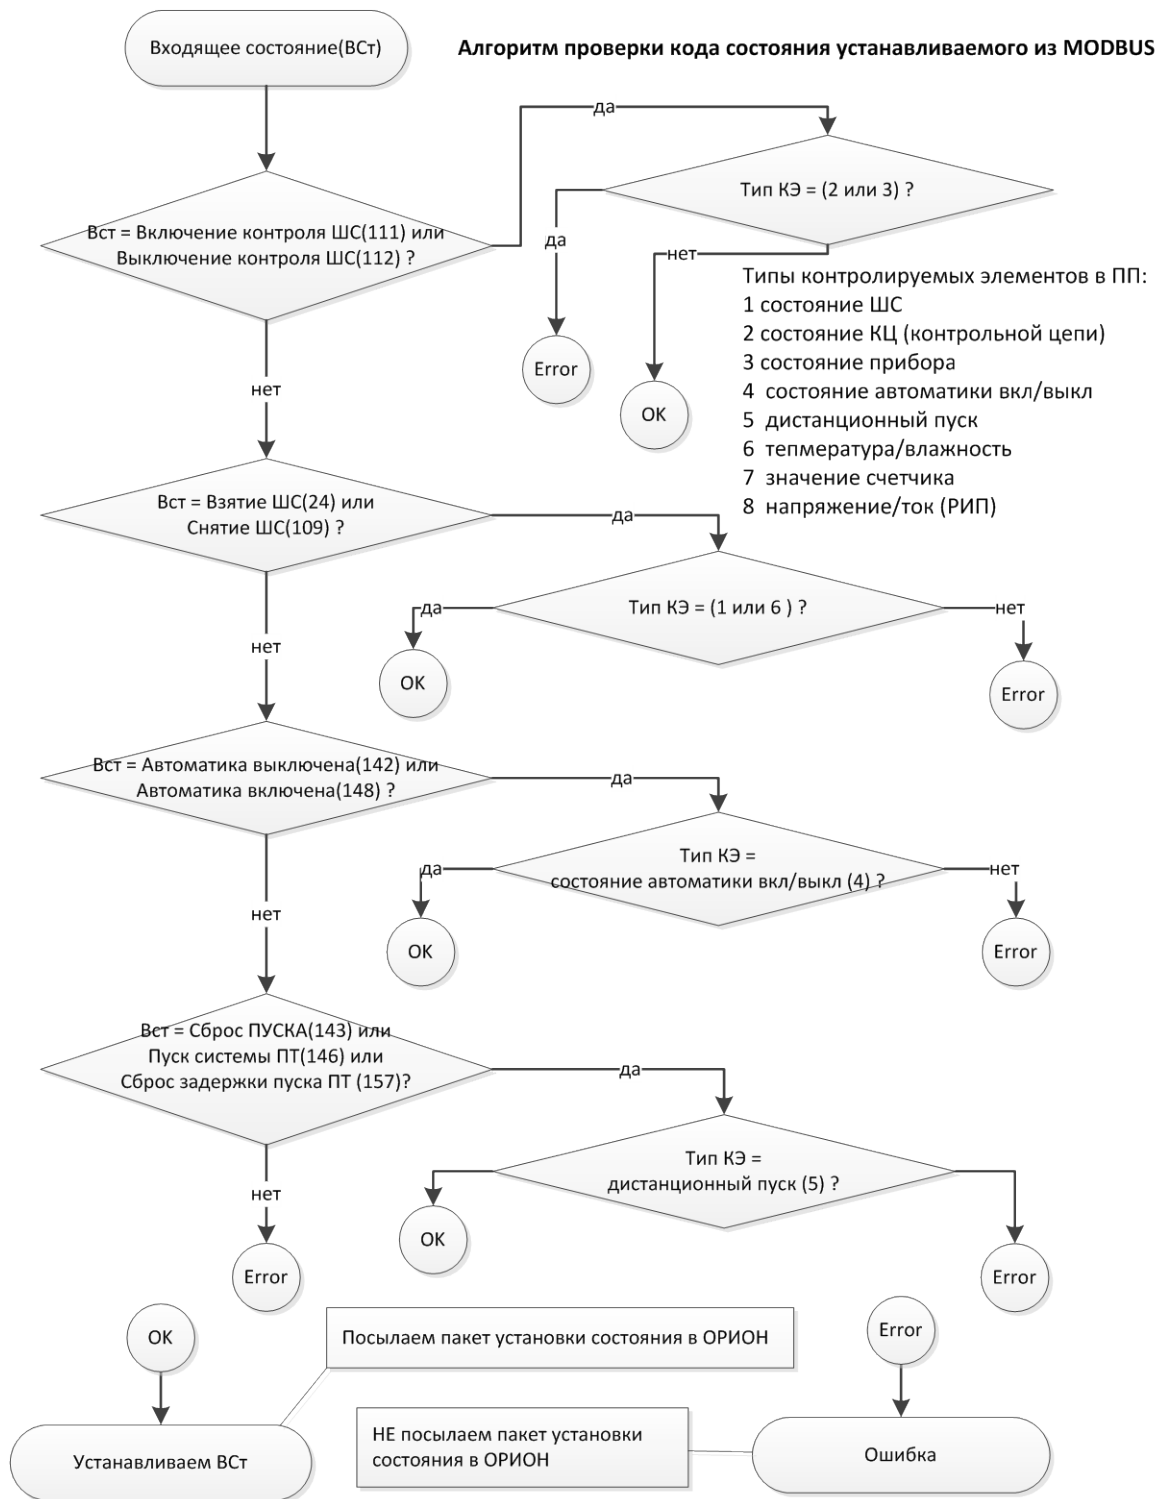 Входящее состояние(ВСт)
Алгоритм проверки кода состояния устанавливаемого из MODBUS
да
Тип КЭ = (2 или 3) ?
Вст = Включение контроля ШС(111) или
Выключение контроля ШС(112) ?
да
нет
Типы контролируемых элементов в ПП:
1 состояние ШС
2 состояние КЦ (контрольной цепи)
3 состояние прибора
4 состояние автоматики вкл/выкл
5 дистанционный пуск
6 тепмература/влажность
7 значение счетчика
8 напряжение/ток (РИП)
Error
OK
нет
Вст = Взятие ШС(24) или
Снятие ШС(109) ?
да
Тип КЭ = (1 или 6 ) ?
да
нет
нет
OK
Error
Вст = Автоматика выключена(142) или
Автоматика включена(148) ?
да
Тип КЭ =
состояние автоматики вкл/выкл (4) ?
да
нет
нет
OK
Error
Вст = Сброс ПУСКА(143) или
Пуск системы ПТ(146) или
Сброс задержки пуска ПТ (157)?
да
Тип КЭ =
дистанционный пуск (5) ?
нет
OK
Error
Error
OK
Посылаем пакет установки состояния в ОРИОН
Error
НЕ посылаем пакет установки
состояния в ОРИОН
Устанавливаем ВСт
Ошибка